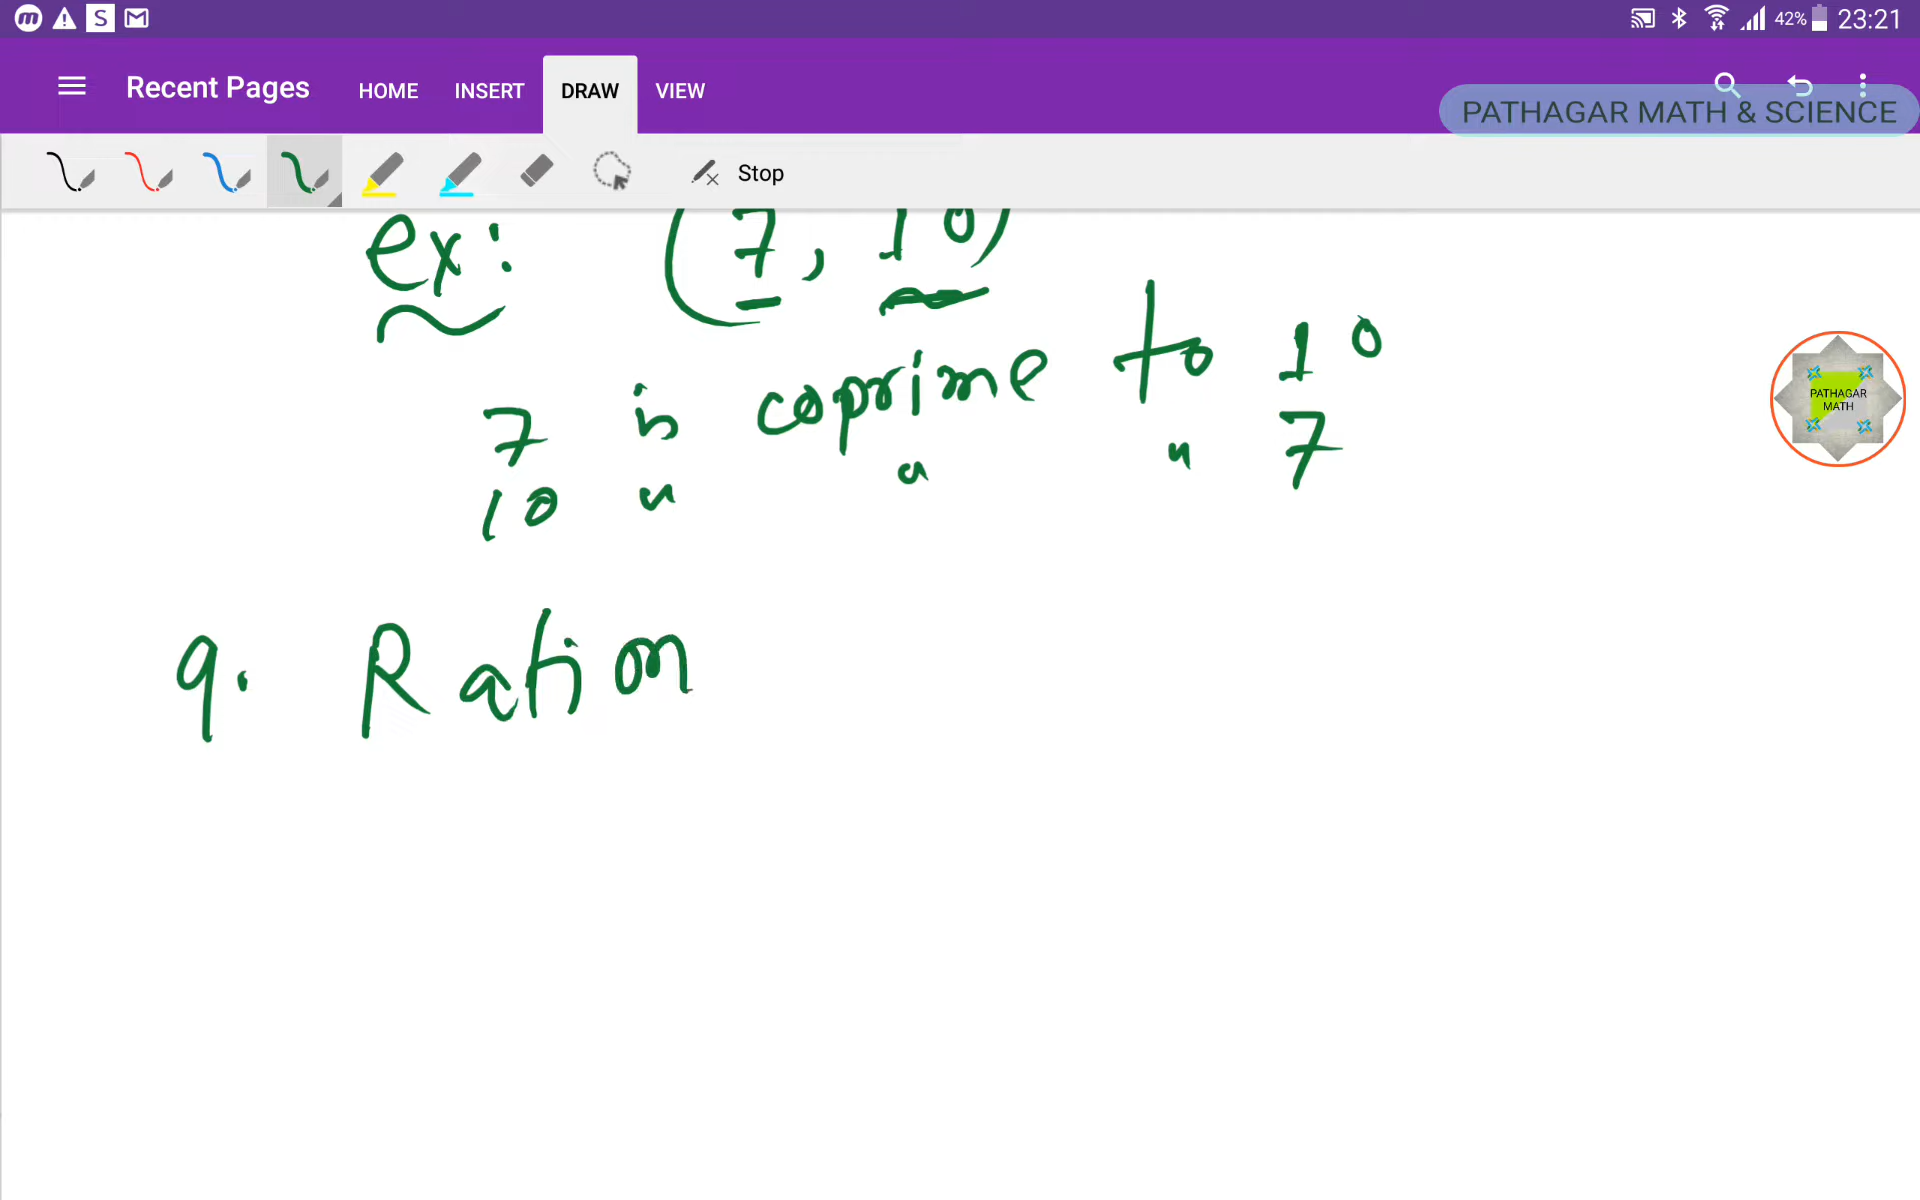 S 42% 23:21
Recent Pages HOME INSERT DRAW VIEW
PATHAGAR MATH & SCIENCE
Stop
ex: (7, 10)
7 is coprime to 10
10 " " " 7
PATHAGAR
MATH
9. Ration